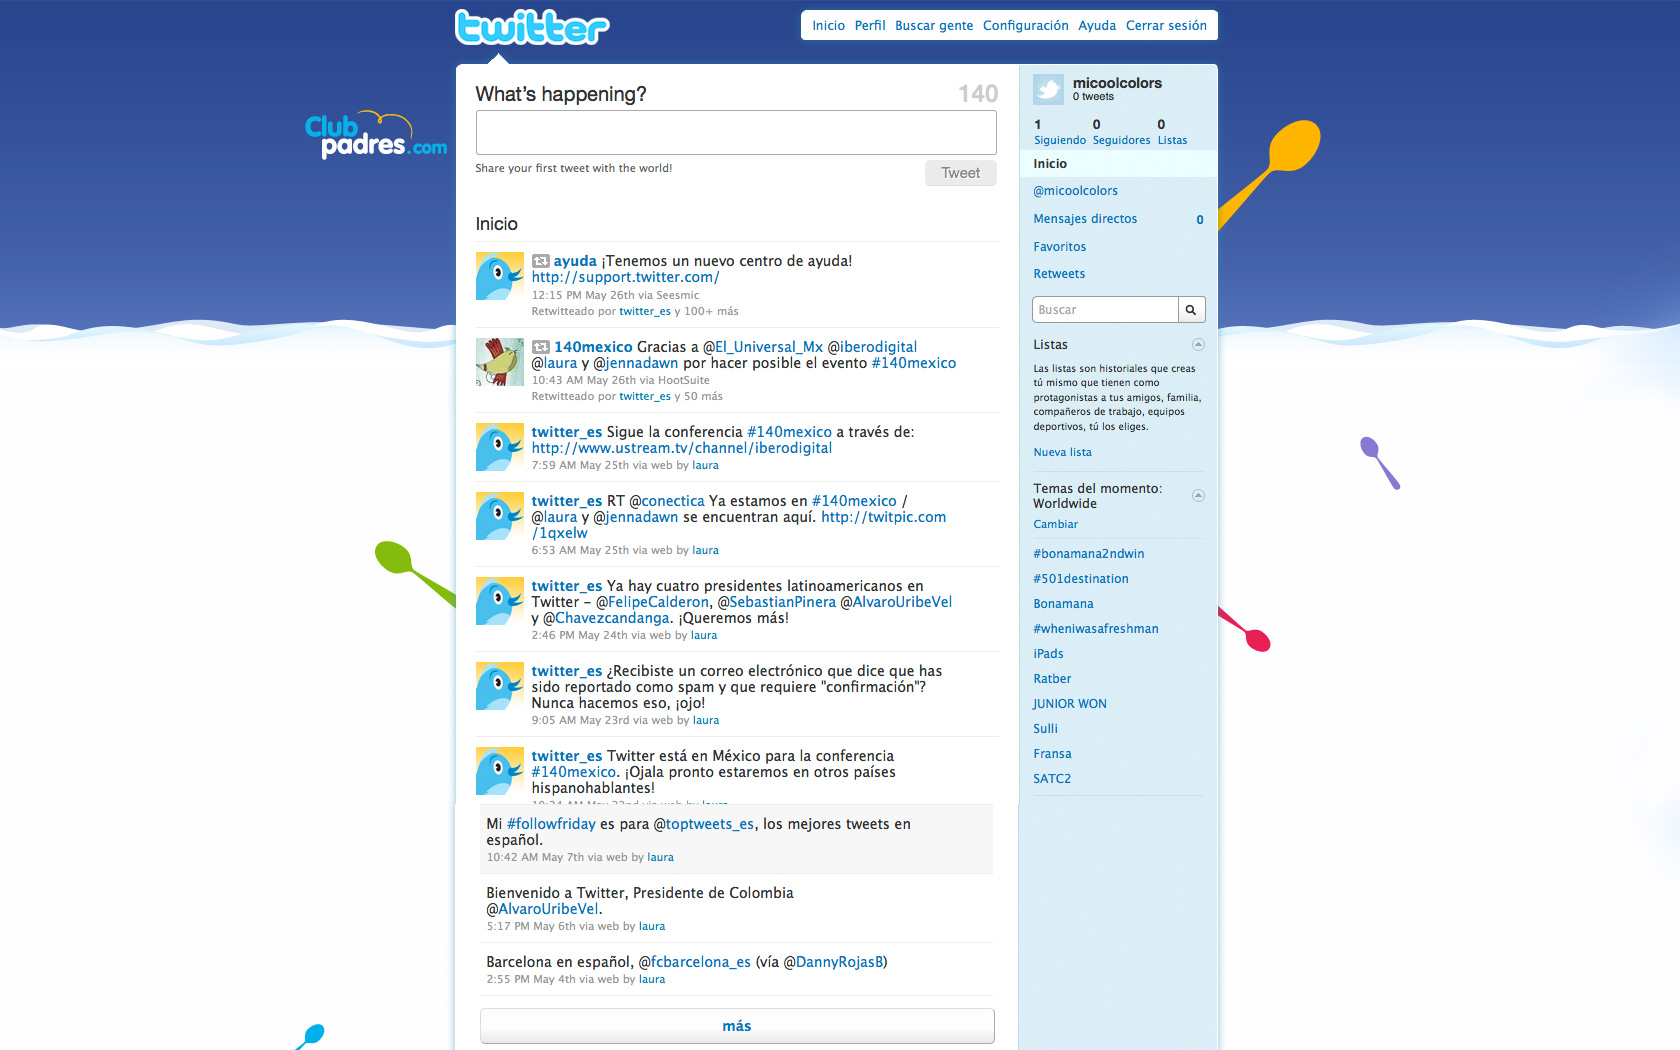 twitter
Inicio Perfil Buscar gente Configuración Ayuda Cerrar sesión
Club
padres.com
What's happening? 140
Share your first tweet with the world!
Tweet
Inicio
ayuda ¡Tenemos un nuevo centro de ayuda!
http://support.twitter.com/
12:15 PM May 26th via Seesmic
Retwitteado por twitter_es y 100+ más
140mexico Gracias a @El_Universal_Mx @iberodigital
@laura y @jennadawn por hacer posible el evento #140mexico
10:43 AM May 26th via HootSuite
Retwitteado por twitter_es y 50 más
twitter_es Sigue la conferencia #140mexico a través de:
http://www.ustream.tv/channel/iberodigital
7:59 AM May 25th via web by laura
twitter_es RT @conectica Ya estamos en #140mexico /
@laura y @jennadawn se encuentran aquí. http://twitpic.com
/1qxelw
6:53 AM May 25th via web by laura
twitter_es Ya hay cuatro presidentes latinoamericanos en
Twitter - @FelipeCalderon, @SebastianPinera @AlvaroUribeVel
y @Chavezcandanga. ¡Queremos más!
2:46 PM May 24th via web by laura
twitter_es ¿Recibiste un correo electrónico que dice que has
sido reportado como spam y que requiere "confirmación"?
Nunca hacemos eso, ¡ojo!
9:05 AM May 23rd via web by laura
twitter_es Twitter está en México para la conferencia
#140mexico. ¡Ojala pronto estaremos en otros países
hispanohablantes!
Mi #followfriday es para @toptweets_es, los mejores tweets en
español.
10:42 AM May 7th via web by laura
Bienvenido a Twitter, Presidente de Colombia
@AlvaroUribeVel.
5:17 PM May 6th via web by laura
Barcelona en español, @fcbarcelona_es (vía @DannyRojasB)
2:55 PM May 4th via web by laura
más
micoolcolors
0 tweets
1 0 0
Siguiendo Seguidores Listas
Inicio
@micoolcolors
Mensajes directos 0
Favoritos
Retweets
Buscar
Listas
Las listas son historiales que creas
tú mismo que tienen como
protagonistas a tus amigos, familia,
compañeros de trabajo, equipos
deportivos, tú los eliges.
Nueva lista
Temas del momento:
Worldwide
Cambiar
#bonamana2ndwin
#501destination
Bonamana
#wheniwasafreshman
iPads
Ratber
JUNIOR WON
Sulli
Fransa
SATC2